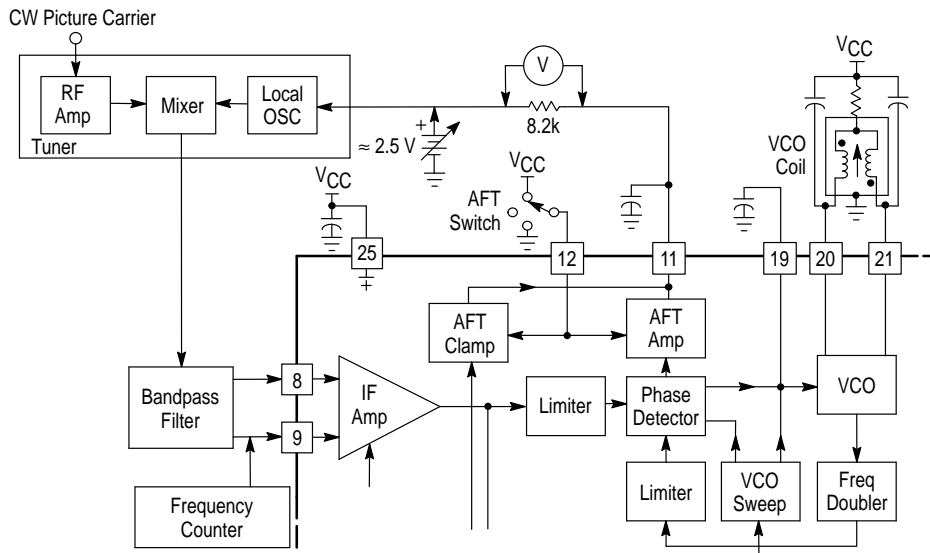 CW Picture Carrier
RF
Amp
Mixer
Local
OSC
Tuner
V
8.2k
+
≈ 2.5 V
VCC
VCC
AFT
Switch
VCC
VCO
Coil
25
12
11
19
20
21
+
AFT
Clamp
AFT
Amp
Bandpass
Filter
8
9
IF
Amp
Limiter
Phase
Detector
VCO
Frequency
Counter
Limiter
VCO
Sweep
Freq
Doubler